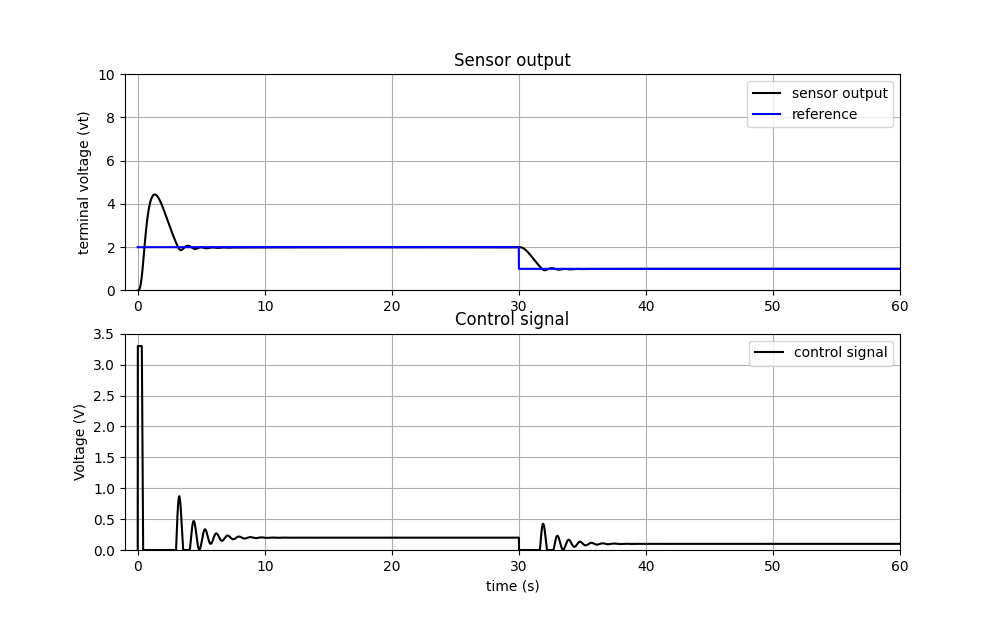 Sensor output
10
8
6
4
2
0
terminal voltage (vt)
sensor output
reference
0 10 20 30 40 50 60
Control signal
3.5
3.0
2.5
2.0
1.5
1.0
0.5
0.0
Voltage (V)
control signal
0 10 20 30 40 50 60
time (s)